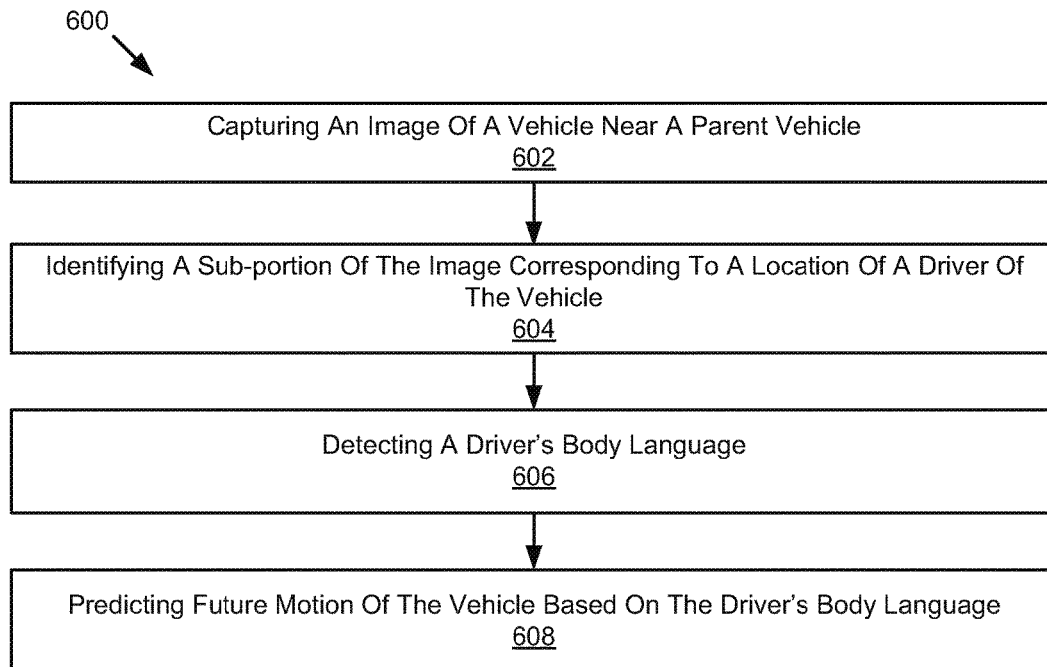 600
Capturing An Image Of A Vehicle Near A Parent Vehicle
602
Identifying A Sub-portion Of The Image Corresponding To A Location Of A Driver Of
The Vehicle
604
Detecting A Driver's Body Language
606
Predicting Future Motion Of The Vehicle Based On The Driver's Body Language
608